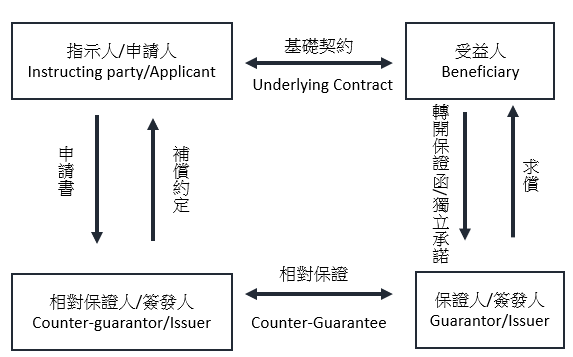 指示人/申請人
Instructing party/Applicant
基礎契約
Underlying Contract
受益人
Beneficiary
申請書
補償約定
轉開保證函/獨立承諾
求償
相對保證人/簽發人
Counter-guarantor/Issuer
相對保證
Counter-Guarantee
保證人/簽發人
Guarantor/Issuer